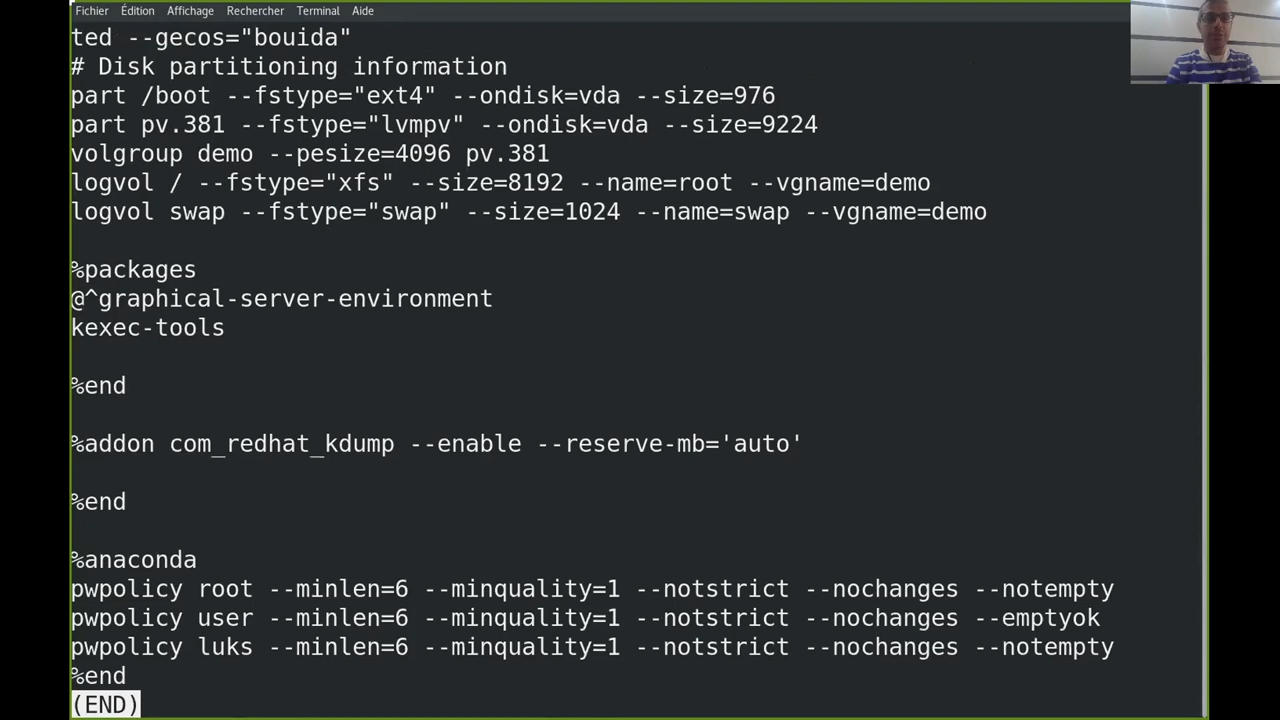 Fichier Édition Affichage Rechercher Terminal Aide
ted --gecos="bouida"
# Disk partitioning information
part /boot --fstype="ext4" --ondisk=vda --size=976
part pv.381 --fstype="lvmpv" --ondisk=vda --size=9224
volgroup demo --pesize=4096 pv.381
logvol / --fstype="xfs" --size=8192 --name=root --vgname=demo
logvol swap --fstype="swap" --size=1024 --name=swap --vgname=demo
%packages
@^graphical-server-environment
kexec-tools
%end
%addon com_redhat_kdump --enable --reserve-mb='auto'
%end
%anaconda
pwpolicy root --minlen=6 --minquality=1 --notstrict --nochanges --notempty
pwpolicy user --minlen=6 --minquality=1 --notstrict --nochanges --emptyok
pwpolicy luks --minlen=6 --minquality=1 --notstrict --nochanges --notempty
%end
(END)